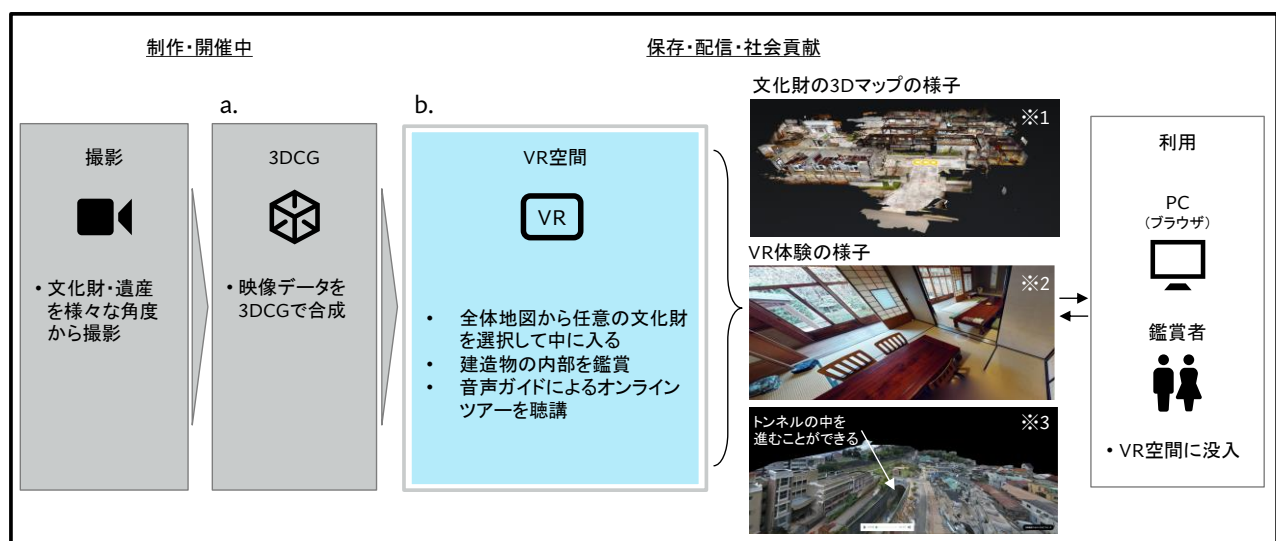 制作・開催中
保存・配信・社会貢献
a.
撮影
・文化財・遺産
を様々な角度
から撮影
3DCG
・映像データを
3DCGで合成
b.
VR空間
VR
・ 全体地図から任意の文化財
を選択して中に入る
・ 建造物の内部を鑑賞
・ 音声ガイドによるオンライン
ツアーを聴講
文化財の3Dマップの様子
※1
VR体験の様子
※2
トンネルの中を
進むことができる
※3
利用
PC
(ブラウザ)
鑑賞者
・VR空間に没入